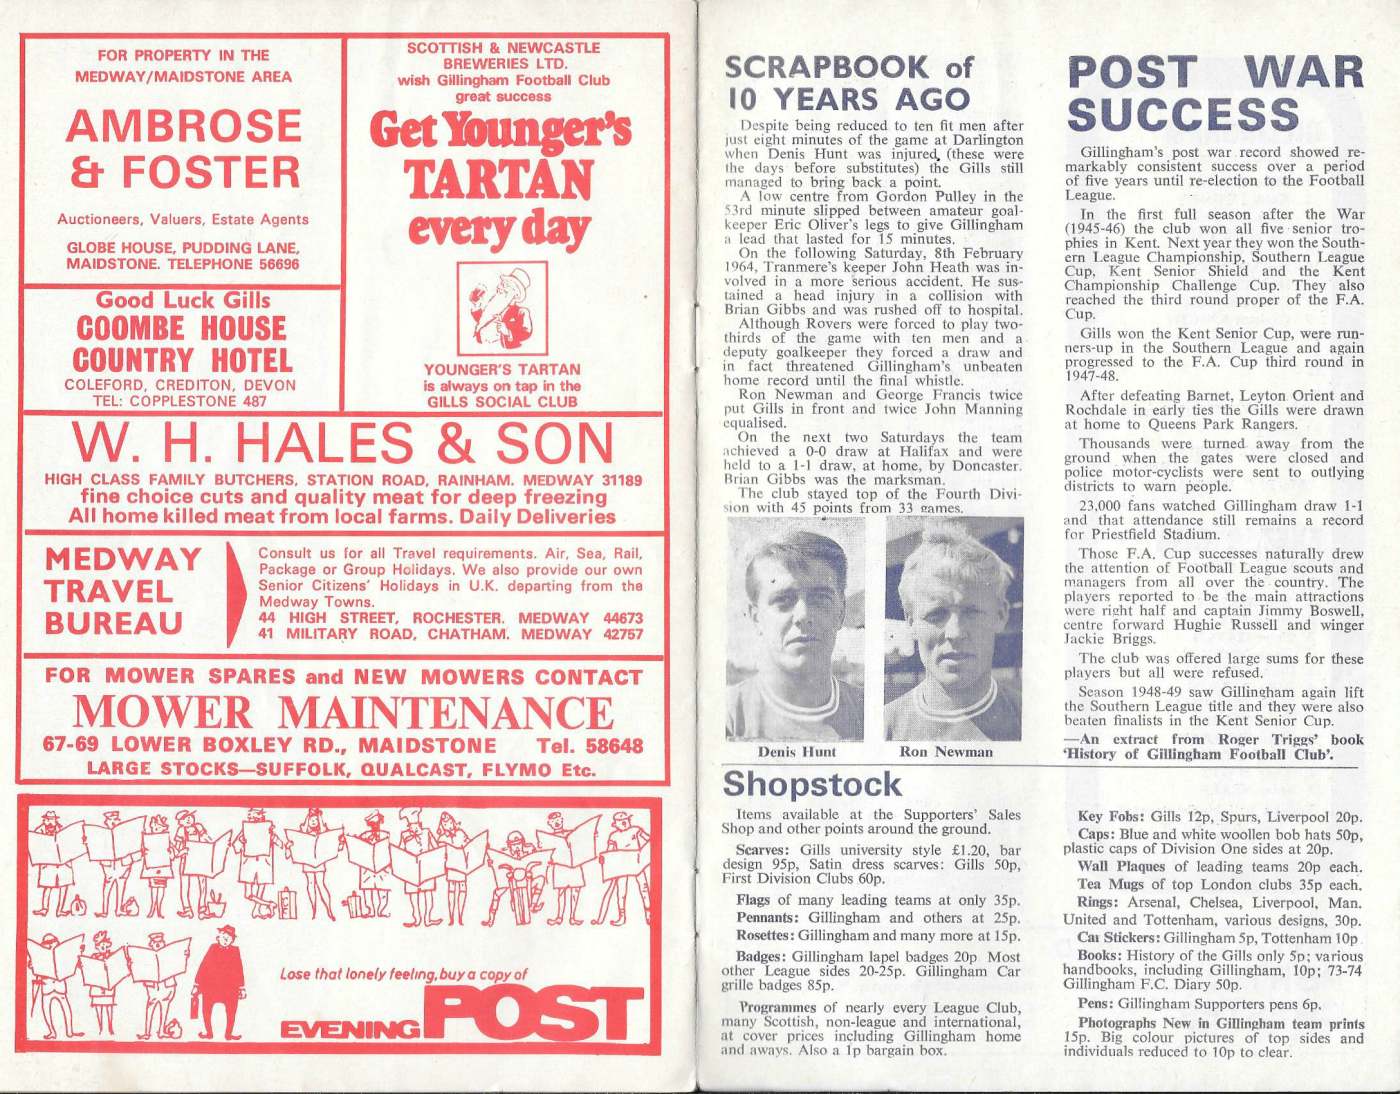 FOR PROPERTY IN THE
MEDWAY/MAIDSTONE AREA
AMBROSE
& FOSTER
Auctioneers, Valuers, Estate Agents
GLOBE HOUSE, PUDDING LANE,
MAIDSTONE. TELEPHONE 56696
Good Luck Gills
COOMBE HOUSE
COUNTRY HOTEL
COLEFORD, CREDITON, DEVON
TEL: COPPLESTONE 487
SCOTTISH & NEWCASTLE
BREWERIES LTD.
wish Gillingham Football Club
great success
Get Younger's
TARTAN
every day
YOUNGER'S TARTAN
is always on tap in the
GILLS SOCIAL CLUB
W. H. HALES & SON
HIGH CLASS FAMILY BUTCHERS, STATION ROAD, RAINHAM. MEDWAY 31189
fine choice cuts and quality meat for deep freezing
All home killed meat from local farms. Daily Deliveries
MEDWAY
TRAVEL
BUREAU
Consult us for all Travel requirements. Air, Sea, Rail,
Package or Group Holidays. We also provide our own
Senior Citizens' Holidays in U.K. departing from the
Medway Towns.
44 HIGH STREET, ROCHESTER. MEDWAY 44673
41 MILITARY ROAD, CHATHAM. MEDWAY 42757
FOR MOWER SPARES and NEW MOWERS CONTACT
MOWER MAINTENANCE
67-69 LOWER BOXLEY RD., MAIDSTONE Tel. 58648
LARGE STOCKS—SUFFOLK, QUALCAST, FLYMO Etc.
Lose that lonely feeling, buy a copy of
EVENING POST
SCRAPBOOK of
10 YEARS AGO
Despite being reduced to ten fit men after
just eight minutes of the game at Darlington
when Denis Hunt was injured, (these were
the days before substitutes) the Gills still
managed to bring back a point.
A low centre from Gordon Pulley in the
53rd minute slipped between amateur goal-
keeper Eric Oliver's legs to give Gillingham
a lead that lasted for 15 minutes.
On the following Saturday, 8th February
1964, Tranmere's keeper John Heath was in-
volved in a more serious accident. He sus-
tained a head injury in a collision with
Brian Gibbs and was rushed off to hospital.
Although Rovers were forced to play two-
thirds of the game with ten men and a
deputy goalkeeper they forced a draw and
in fact threatened Gillingham's unbeaten
home record until the final whistle.
Ron Newman and George Francis twice
put Gills in front and twice John Manning
equalised.
On the next two Saturdays the team
achieved a 0-0 draw at Halifax and were
held to a 1-1 draw, at home, by Doncaster.
Brian Gibbs was the marksman.
The club stayed top of the Fourth Divi-
sion with 45 points from 33 games.
Denis Hunt
Ron Newman
POST WAR
SUCCESS
Gillingham's post war record showed re-
markably consistent success over a period
of five years until re-election to the Football
League.
In the first full season after the War
(1945-46) the club won all five senior tro-
phies in Kent. Next year they won the South-
ern League Championship, Southern League
Cup, Kent Senior Shield and the Kent
Championship Challenge Cup. They also
reached the third round proper of the F.A.
Cup.
Gills won the Kent Senior Cup, were run-
ners-up in the Southern League and again
progressed to the F.A. Cup third round in
1947-48.
After defeating Barnet, Leyton Orient and
Rochdale in early ties the Gills were drawn
at home to Queens Park Rangers.
Thousands were turned away from the
ground when the gates were closed and
police motor-cyclists were sent to outlying
districts to warn people.
23,000 fans watched Gillingham draw 1-1
and that attendance still remains a record
for Priestfield Stadium.
Those F.A. Cup successes naturally drew
the attention of Football League scouts and
managers from all over the country. The
players reported to be the main attractions
were right half and captain Jimmy Boswell,
centre forward Hughie Russell and winger
Jackie Briggs.
The club was offered large sums for these
players but all were refused.
Season 1948-49 saw Gillingham again lift
the Southern League title and they were also
beaten finalists in the Kent Senior Cup.
—An extract from Roger Triggs' book
'History of Gillingham Football Club'.
Shopstock
Items available at the Supporters' Sales
Shop and other points around the ground.
Scarves: Gills university style £1.20, bar
design 95p, Satin dress scarves: Gills 50p,
First Division Clubs 60p.
Flags of many leading teams at only 35p.
Pennants: Gillingham and others at 25p.
Rosettes: Gillingham and many more at 15p.
Badges: Gillingham lapel badges 20p Most
other League sides 20-25p. Gillingham Car
grille badges 85p.
Programmes of nearly every League Club,
many Scottish, non-league and international,
at cover prices including Gillingham home
and aways. Also a 1p bargain box.
Key Fobs: Gills 12p, Spurs, Liverpool 20p.
Caps: Blue and white woollen bob hats 50p,
plastic caps of Division One sides at 20p.
Wall Plaques of leading teams 20p each.
Tea Mugs of top London clubs 35p each.
Rings: Arsenal, Chelsea, Liverpool, Man.
United and Tottenham, various designs, 30p.
Car Stickers: Gillingham 5p, Tottenham 10p
Books: History of the Gills only 5p; various
handbooks, including Gillingham, 10p; 73-74
Gillingham F.C. Diary 50p.
Pens: Gillingham Supporters pens 6p.
Photographs New in Gillingham team prints
15p. Big colour pictures of top sides and
individuals reduced to 10p to clear.